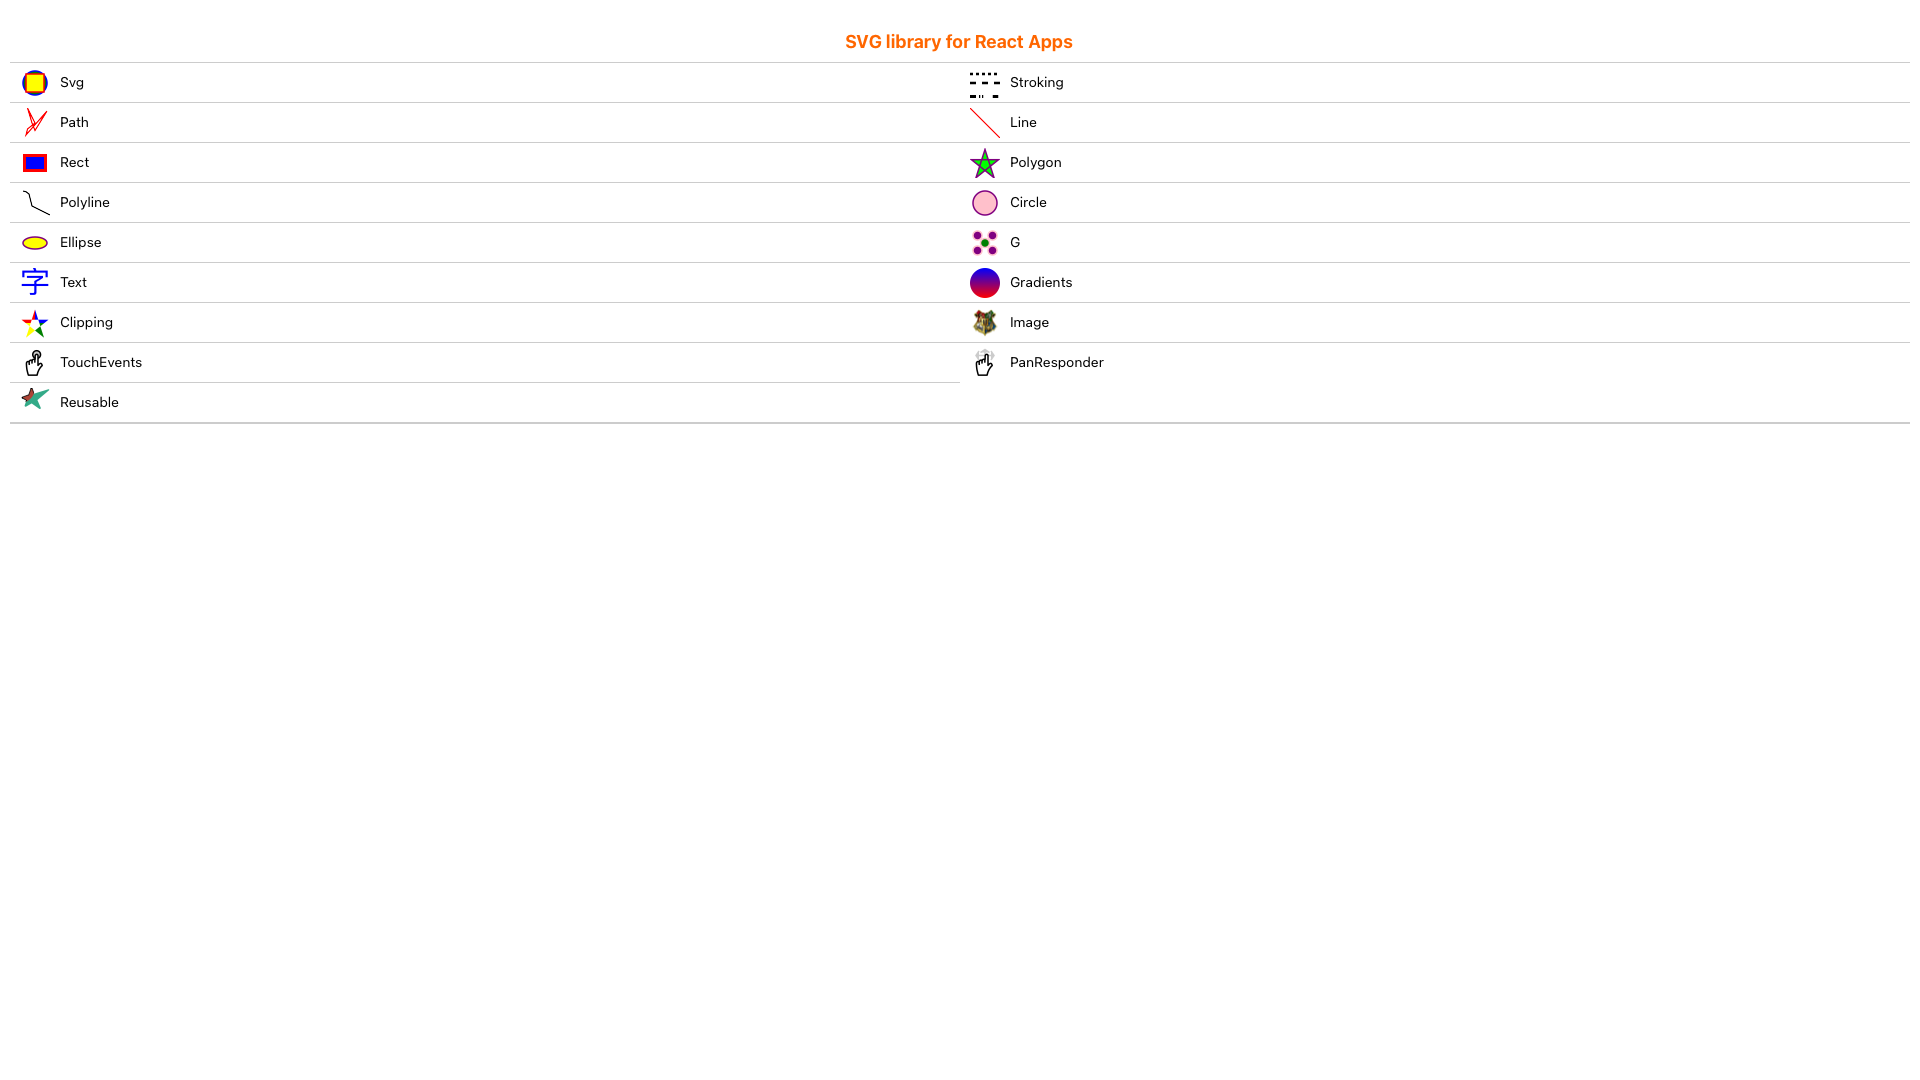 SVG library for React Apps
Svg
Stroking
Path
Line
Rect
Polygon
Polyline
Circle
Ellipse
G
字 Text
Gradients
Clipping
Image
TouchEvents
PanResponder
Reusable